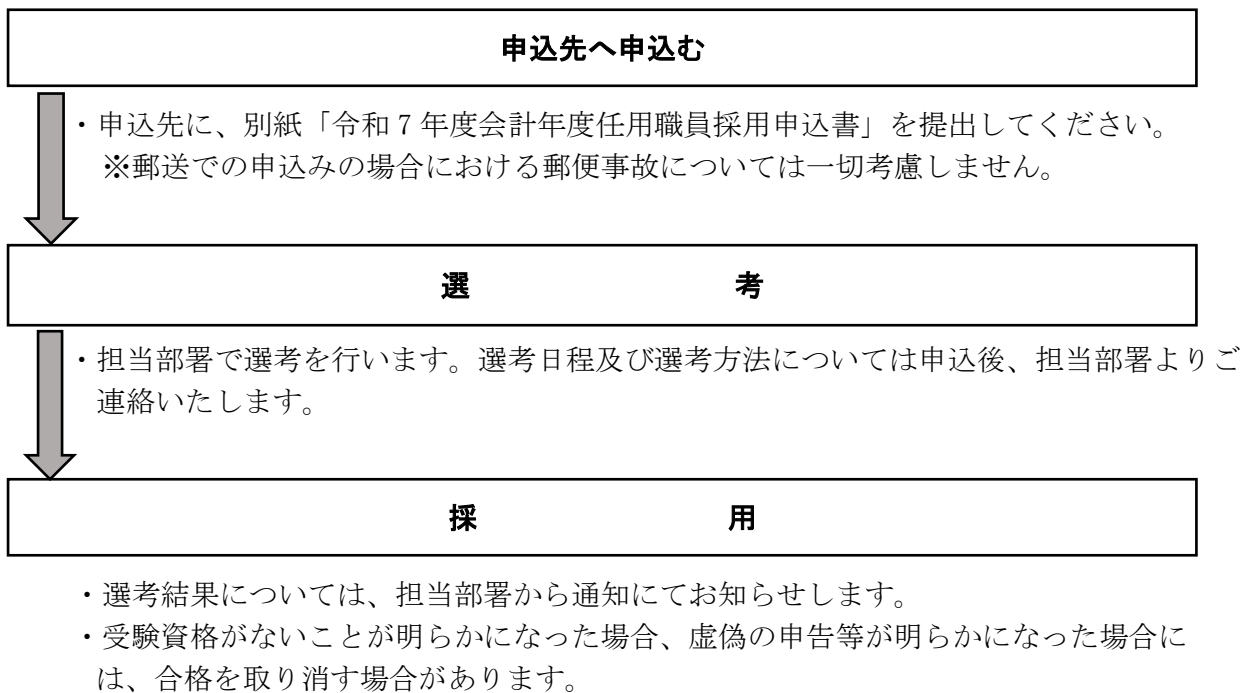 申込先へ申込む
・申込先に、別紙「令和7年度会計年度任用職員採用申込書」を提出してください。
※郵送での申込みの場合における郵便事故については一切考慮しません。
選 考
・担当部署で選考を行います。選考日程及び選考方法については申込後、担当部署よりご
連絡いたします。
採 用
・選考結果については、担当部署から通知にてお知らせします。
・受験資格がないことが明らかになった場合、虚偽の申告等が明らかになった場合に
は、合格を取り消す場合があります。